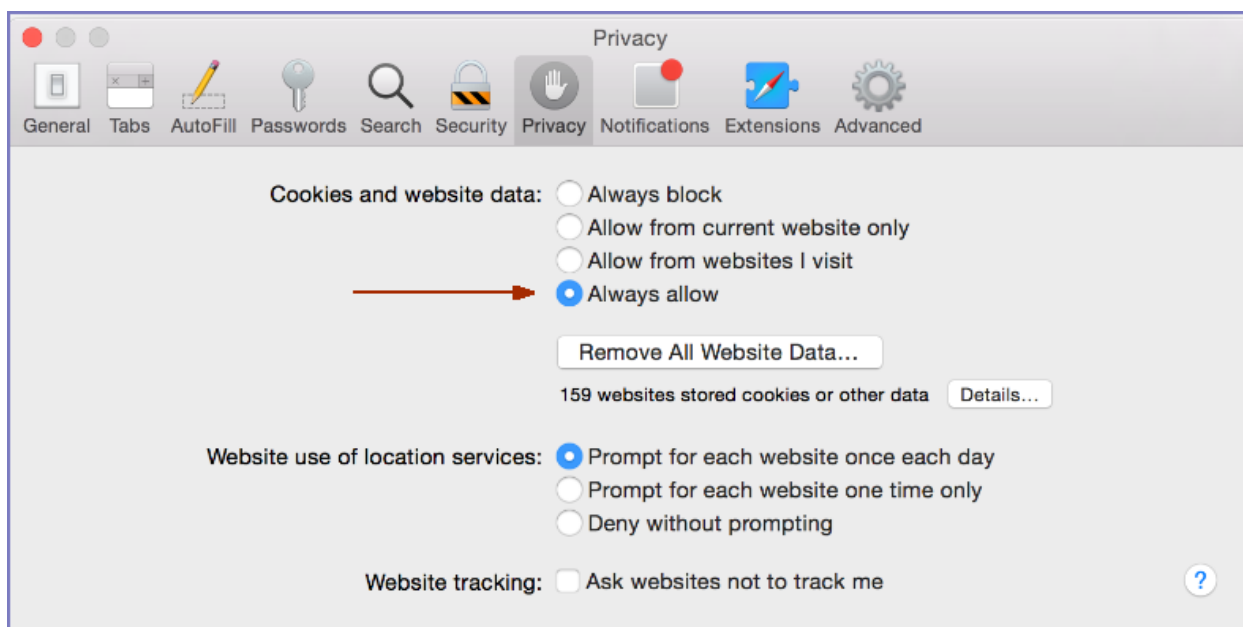 Privacy
General Tabs AutoFill Passwords Search Security Privacy Notifications Extensions Advanced
Cookies and website data: Always block
Allow from current website only
Allow from websites I visit
Always allow
Remove All Website Data...
159 websites stored cookies or other data Details...
Website use of location services: Prompt for each website once each day
Prompt for each website one time only
Deny without prompting
Website tracking: Ask websites not to track me ?